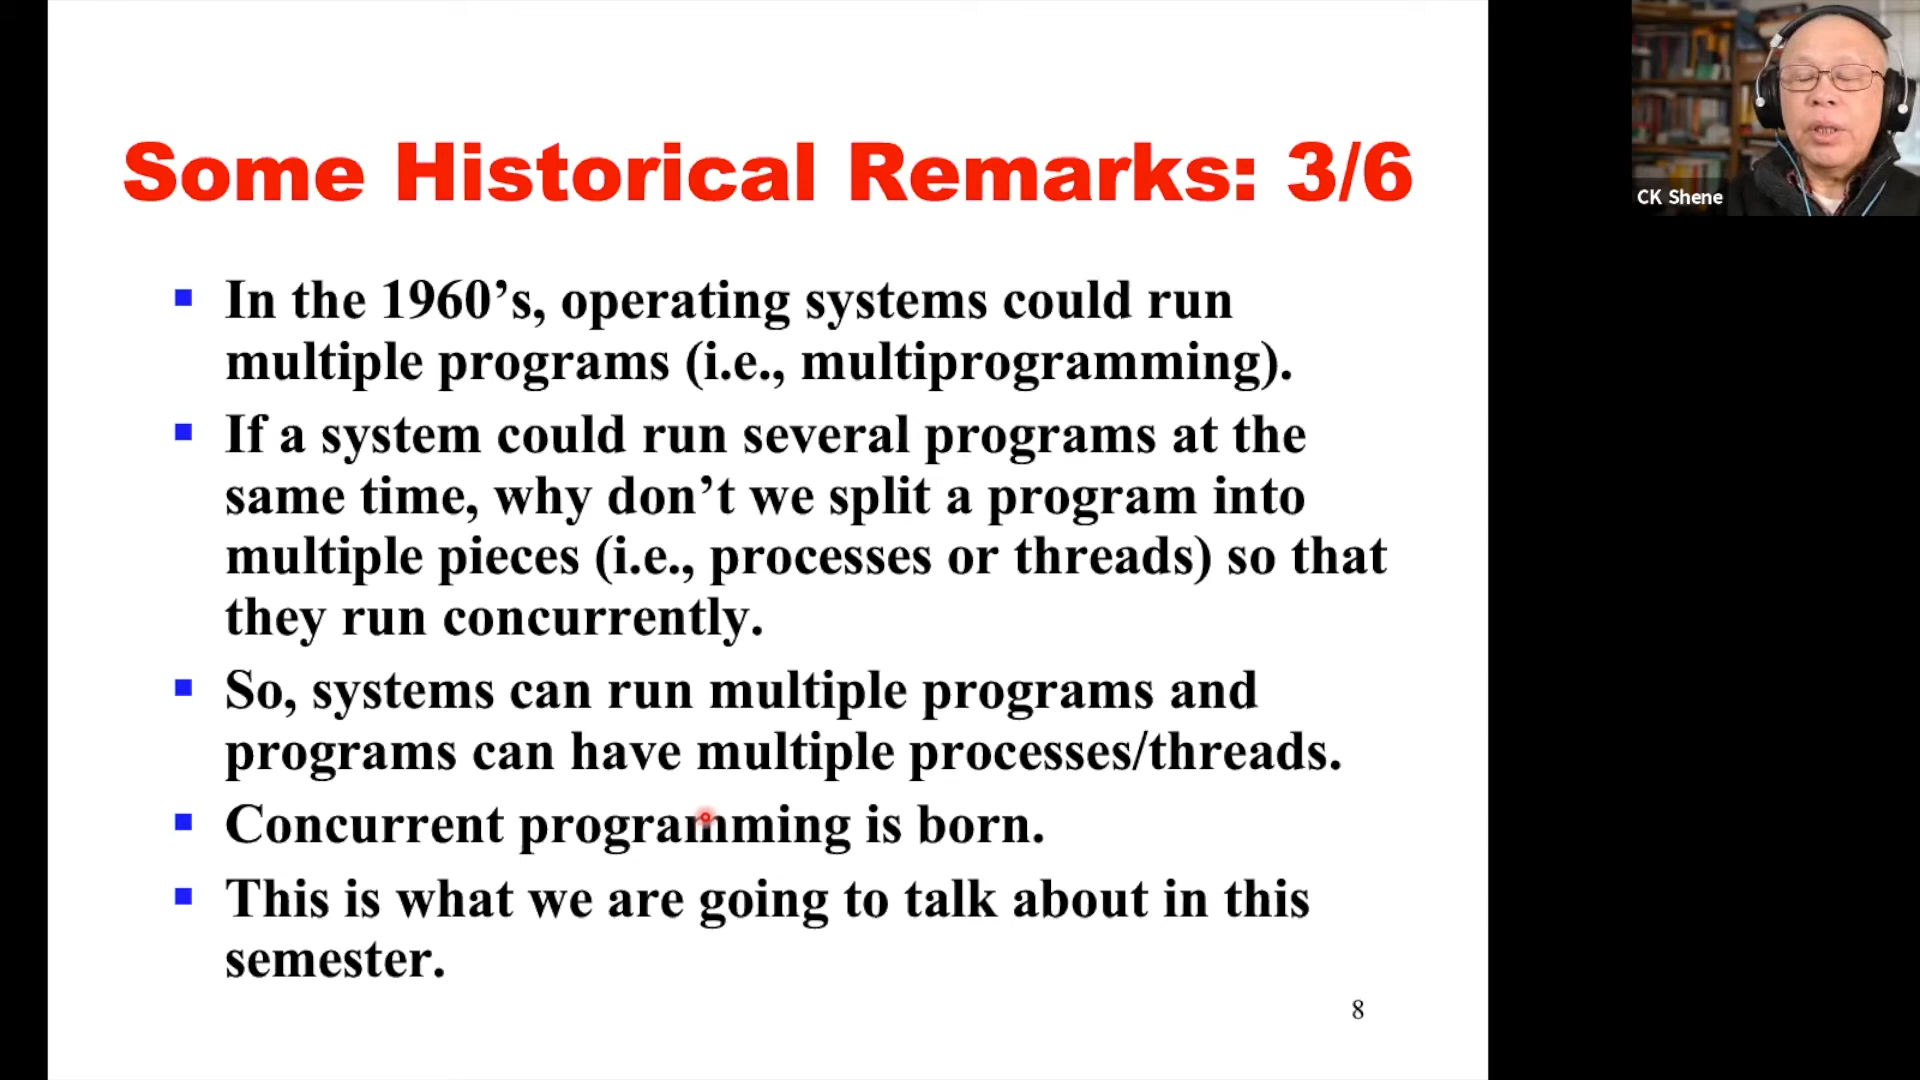 Some Historical Remarks: 3/6
CK Shene
In the 1960’s, operating systems could run
multiple programs (i.e., multiprogramming).
If a system could run several programs at the
same time, why don’t we split a program into
multiple pieces (i.e., processes or threads) so that
they run concurrently.
So, systems can run multiple programs and
programs can have multiple processes/threads.
Concurrent programming is born.
This is what we are going to talk about in this
semester.
8